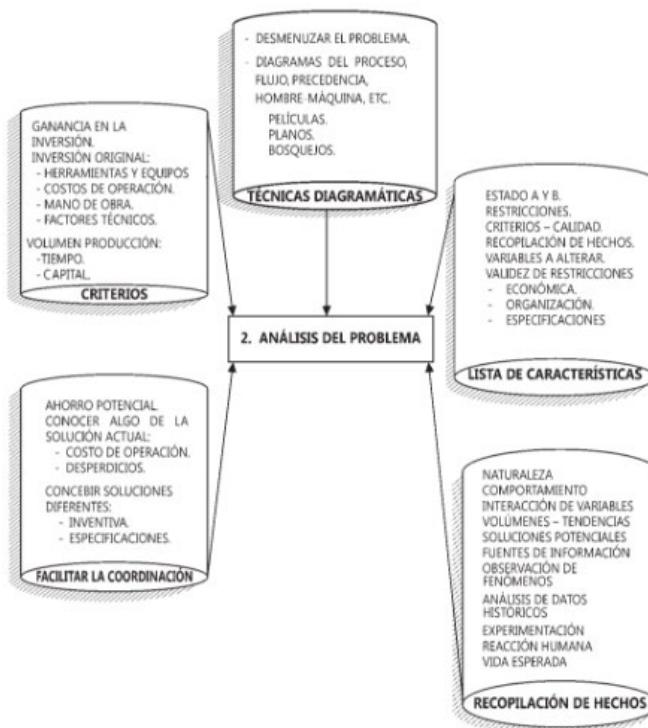 - DESMENUZAR EL PROBLEMA.
- DIAGRAMAS DEL PROCESO,
FLUJO, PRECEDENCIA,
HOMBRE-MÁQUINA, ETC.
PELÍCULAS.
PLANOS.
BOSQUEJOS.
TÉCNICAS DIAGRAMÁTICAS
GANANCIA EN LA
INVERSIÓN.
INVERSIÓN ORIGINAL:
- HERRAMIENTAS Y EQUIPOS
- COSTOS DE OPERACIÓN.
- MANO DE OBRA.
- FACTORES TÉCNICOS.
VOLUMEN PRODUCCIÓN:
-TIEMPO.
- CAPITAL.
CRITERIOS
ESTADO A Y B.
RESTRICCIONES.
CRITERIOS – CALIDAD.
RECOPILACIÓN DE HECHOS.
VARIABLES A ALTERAR.
VALIDEZ DE RESTRICCIONES
- ECONÓMICA.
- ORGANIZACIÓN.
- ESPECIFICACIONES
LISTA DE CARACTERÍSTICAS
2. ANÁLISIS DEL PROBLEMA
AHORRO POTENCIAL.
CONOCER ALGO DE LA
SOLUCIÓN ACTUAL:
- COSTO DE OPERACIÓN.
- DESPERDICIOS.
CONCEBIR SOLUCIONES
DIFERENTES:
- INVENTIVA.
- ESPECIFICACIONES.
FACILITAR LA COORDINACIÓN
NATURALEZA
COMPORTAMIENTO
INTERACCIÓN DE VARIABLES
VOLÚMENES – TENDENCIAS
SOLUCIONES POTENCIALES
FUENTES DE INFORMACIÓN
OBSERVACIÓN DE
FENÓMENOS
ANÁLISIS DE DATOS
HISTÓRICOS
EXPERIMENTACIÓN
REACCIÓN HUMANA
VIDA ESPERADA
RECOPILACIÓN DE HECHOS